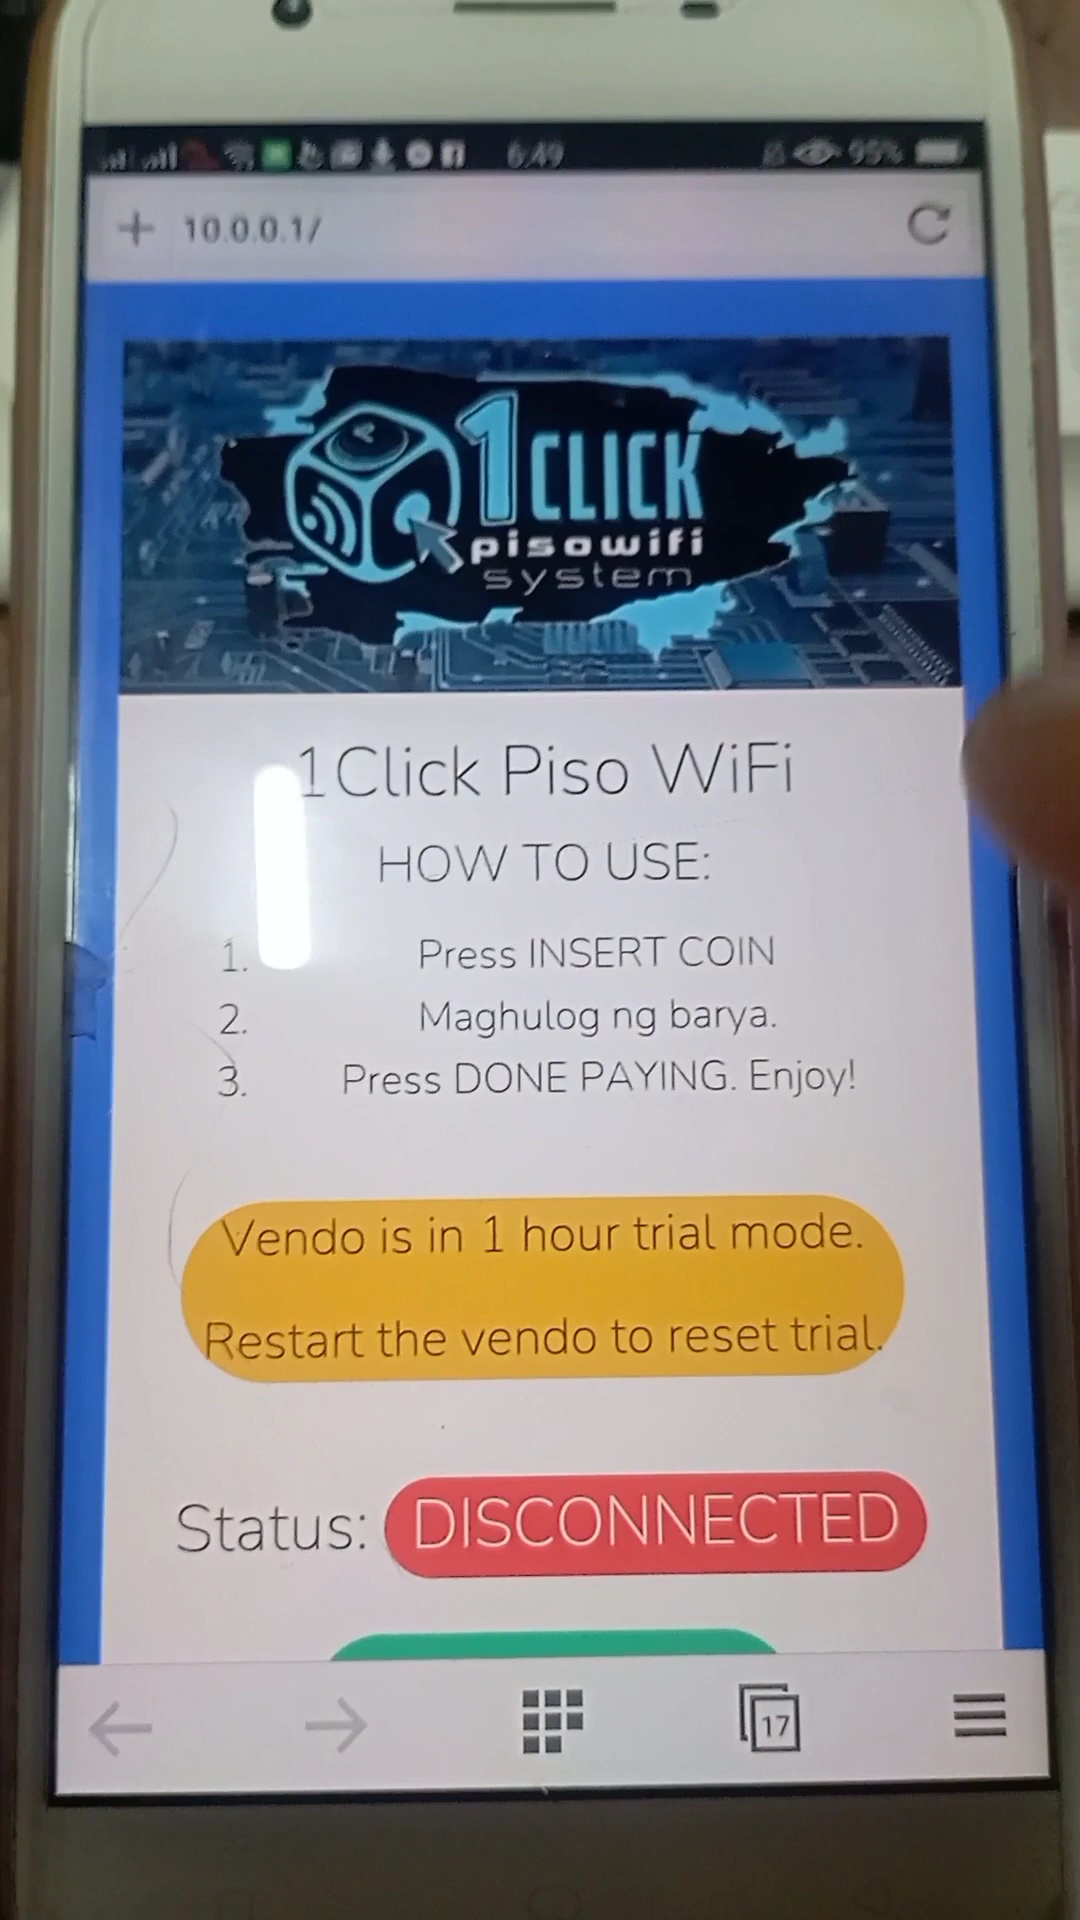 6:49
95%
10.0.0.1/
1CLICK
pisowifi
system
1Click Piso WiFi
HOW TO USE:
1. Press INSERT COIN
2. Maghulog ng barya.
3. Press DONE PAYING. Enjoy!
Vendo is in 1 hour trial mode.
Restart the vendo to reset trial.
Status: DISCONNECTED
17